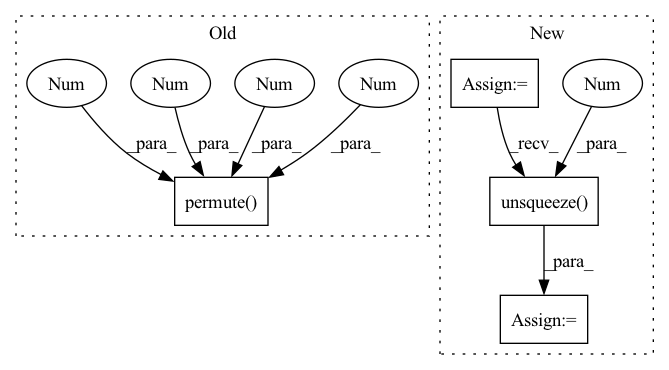 Old
New
Num
Num
Num
Num
Assign:=
Num
_para_
_para_
_para_
_para_
_recv_
_para_
permute()
unsqueeze()
_para_
Assign:=